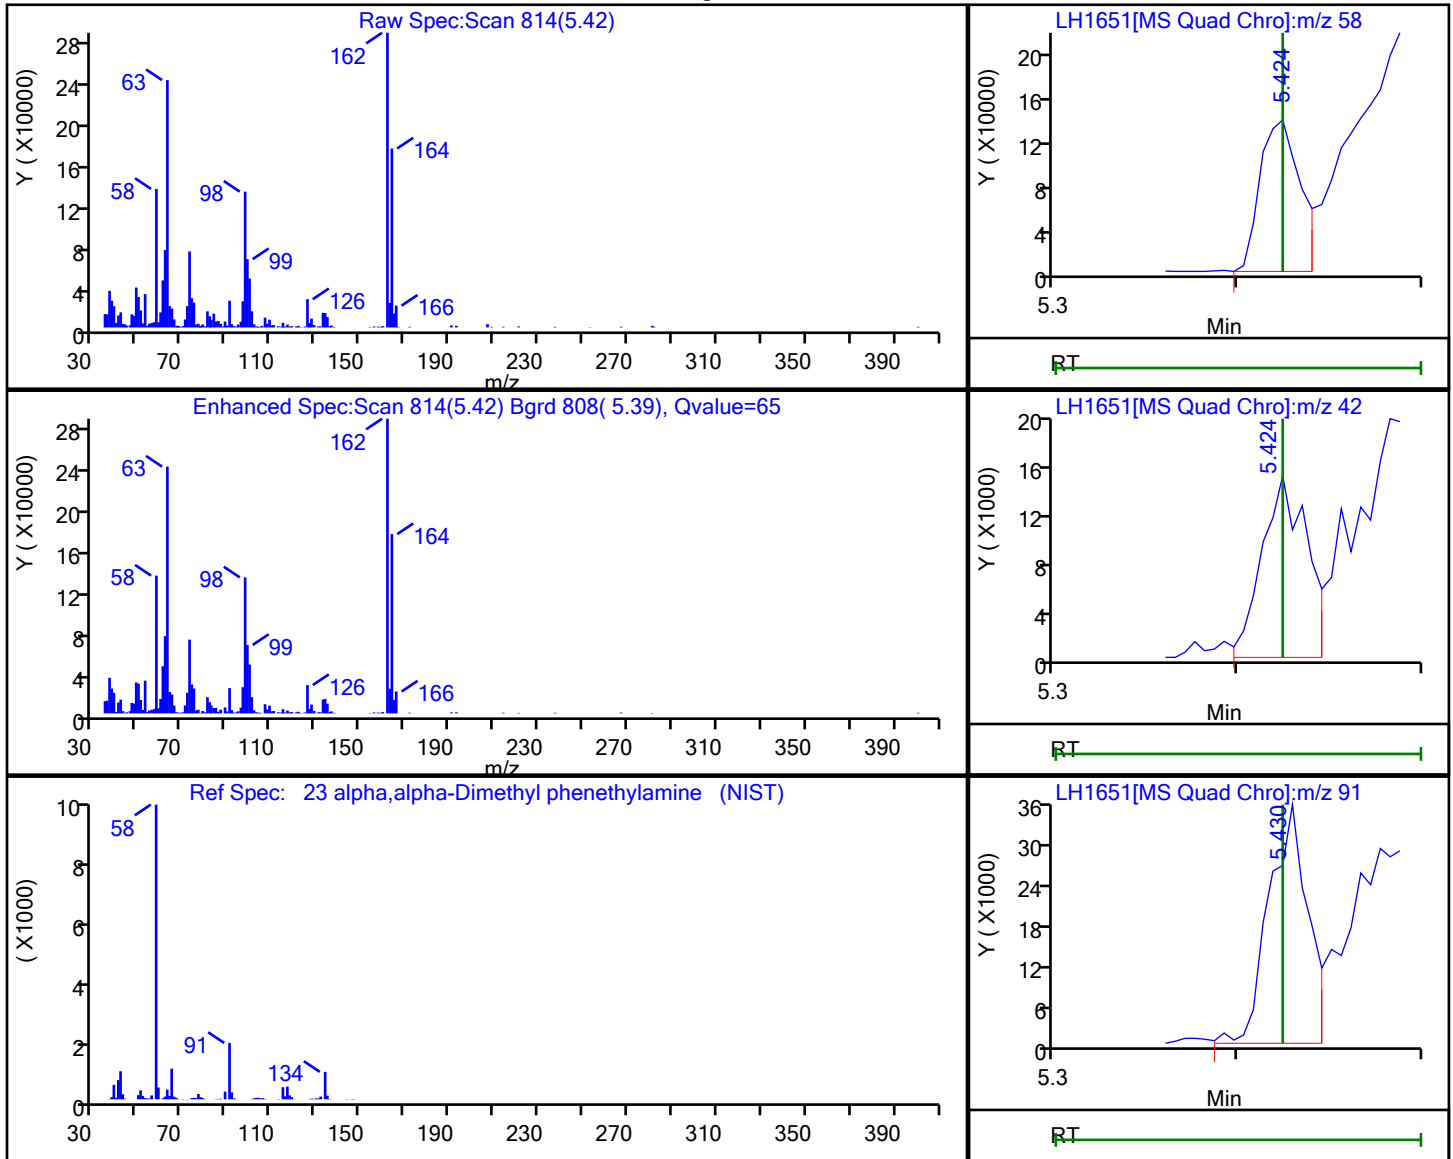 Raw Spec:Scan 814(5.42)
Y ( X10000)
28
24
20
16
12
8
4
0
162
63
164
58
98
99
126
166
30 70 110 150 190 230 270 310 350 390
m/z
LH1651[MS Quad Chro]:m/z 58
Y ( X10000)
20
16
12
8
4
0
5.424
5.3
Min
RT
Enhanced Spec:Scan 814(5.42) Bgrd 808( 5.39), Qvalue=65
Y ( X10000)
28
24
20
16
12
8
4
0
162
63
164
58
98
99
126
166
30 70 110 150 190 230 270 310 350 390
m/z
LH1651[MS Quad Chro]:m/z 42
Y ( X1000)
20
16
12
8
4
0
5.424
5.3
Min
RT
Ref Spec: 23 alpha,alpha-Dimethyl phenethylamine (NIST)
( X1000)
10
8
6
4
2
0
58
91
134
30 70 110 150 190 230 270 310 350 390
LH1651[MS Quad Chro]:m/z 91
Y ( X1000)
36
30
24
18
12
6
0
5.430
5.3
Min
RT